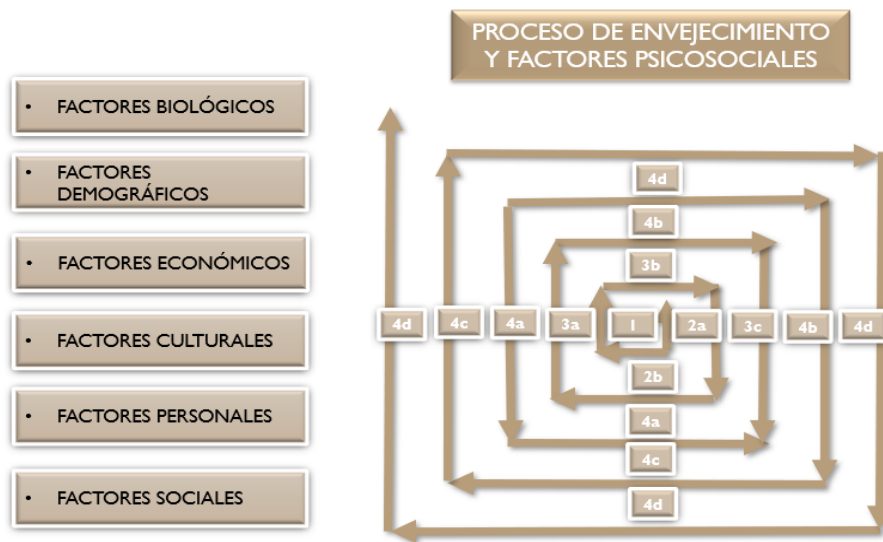 PROCESO DE ENVEJECIMIENTO
Y FACTORES PSICOSOCIALES
• FACTORES BIOLÓGICOS
• FACTORES
DEMOGRÁFICOS
• FACTORES ECONÓMICOS
• FACTORES CULTURALES
• FACTORES PERSONALES
• FACTORES SOCIALES
4d
4b
3b
4d 4c 4a 3a 1 2a 3c 4b 4d
2b
4a
4c
4d